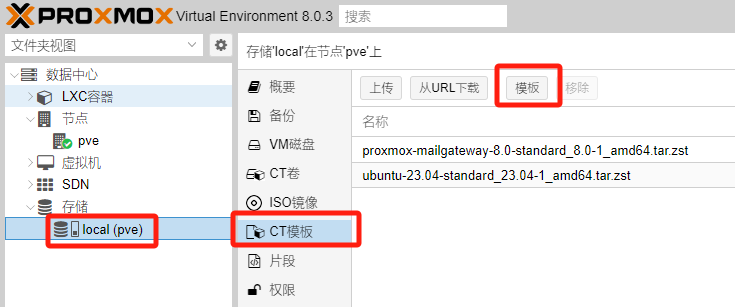 PROXMOX Virtual Environment 8.0.3 搜索
文件夹视图
数据中心
LXC容器
节点
pve
虚拟机
SDN
存储
local (pve)
存储'local'在节点'pve'上
概要
备份
VM磁盘
CT卷
ISO镜像
CT模板
片段
权限
上传 从URL下载 模板 移除
名称
proxmox-mailgateway-8.0-standard_8.0-1_amd64.tar.zst
ubuntu-23.04-standard_23.04-1_amd64.tar.zst